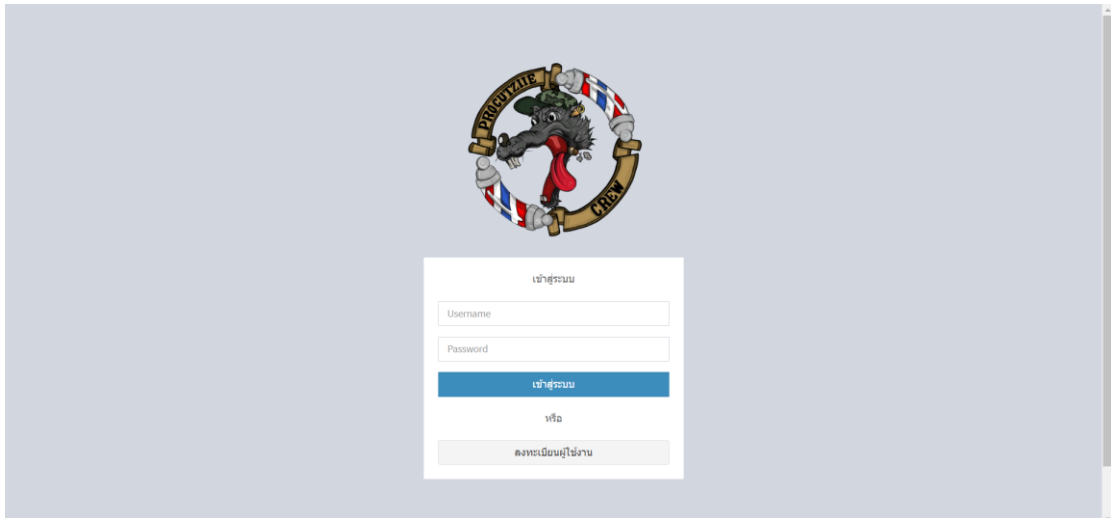 PROCUTZIIE
CREW
เข้าสู่ระบบ
Username
Password
เข้าสู่ระบบ
หรือ
ลงทะเบียนผู้ใช้งาน